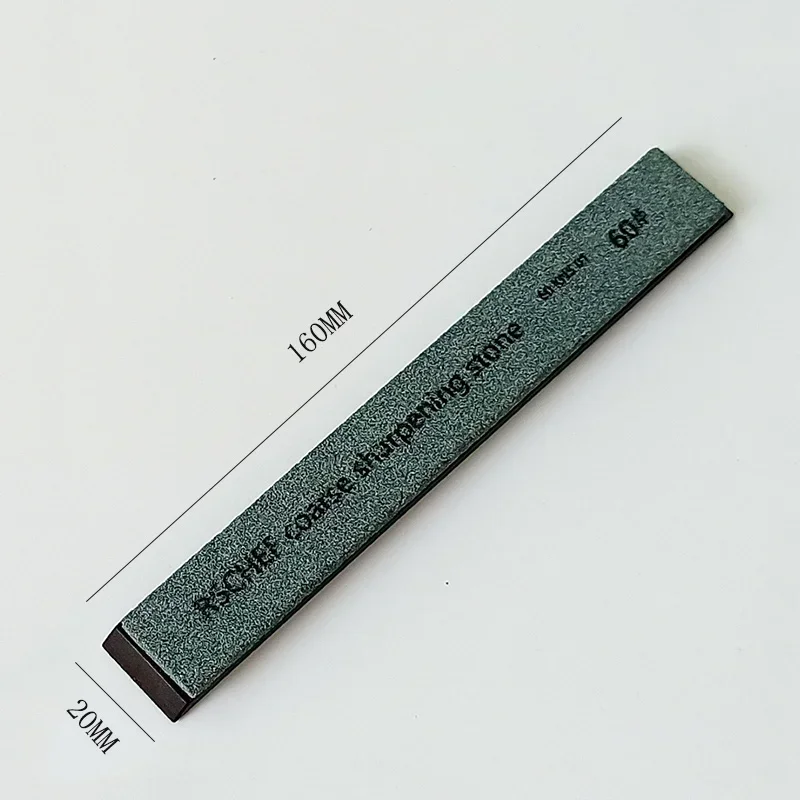 160MM
RSCHEF coarse sharpening stone
60#
20MM